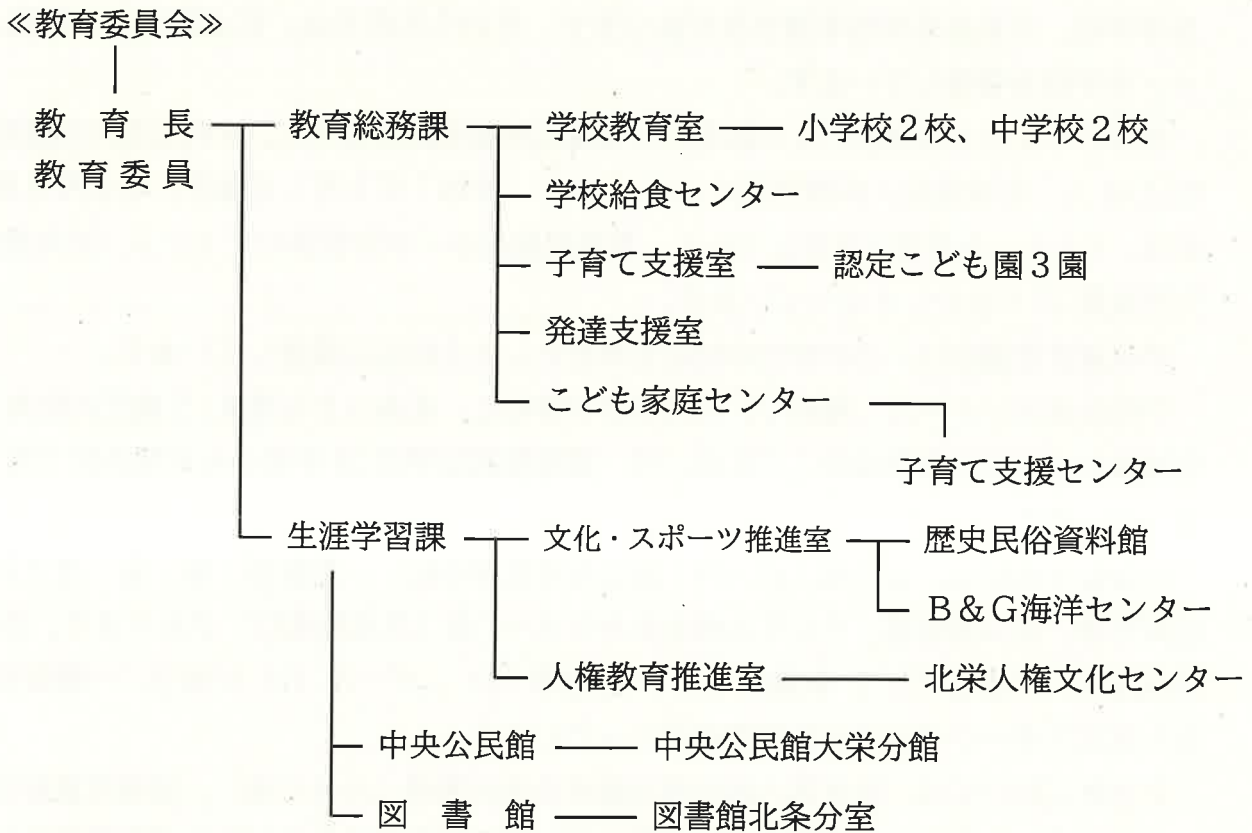 ≪教育委員会≫
教　育　長　教育総務課　学校教育室　小学校２校、中学校２校
教 育 委 員
学校給食センター
子育て支援室　認定こども園３園
発達支援室
こども家庭センター
子育て支援センター
生涯学習課　文化・スポーツ推進室　歴史民俗資料館
Ｂ＆Ｇ海洋センター
人権教育推進室　北栄人権文化センター
中央公民館　中央公民館大栄分館
図　書　館　図書館北条分室